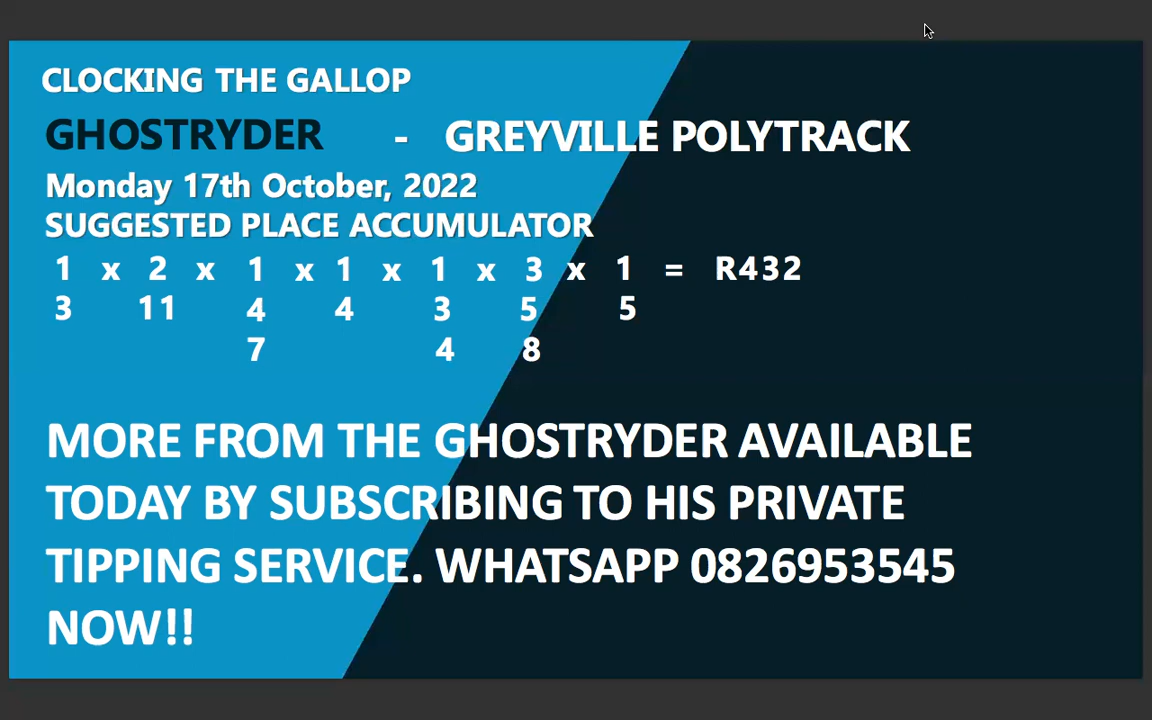 CLOCKING THE GALLOP
GHOSTRYDER - GREYVILLE POLYTRACK
Monday 17th October, 2022
SUGGESTED PLACE ACCUMULATOR
1 x 2 x 1 x 1 x 1 x 3 x 1 = R432
3 11 4 4 3 5 5
7 4 8
MORE FROM THE GHOSTRYDER AVAILABLE
TODAY BY SUBSCRIBING TO HIS PRIVATE
TIPPING SERVICE. WHATSAPP 0826953545
NOW!!